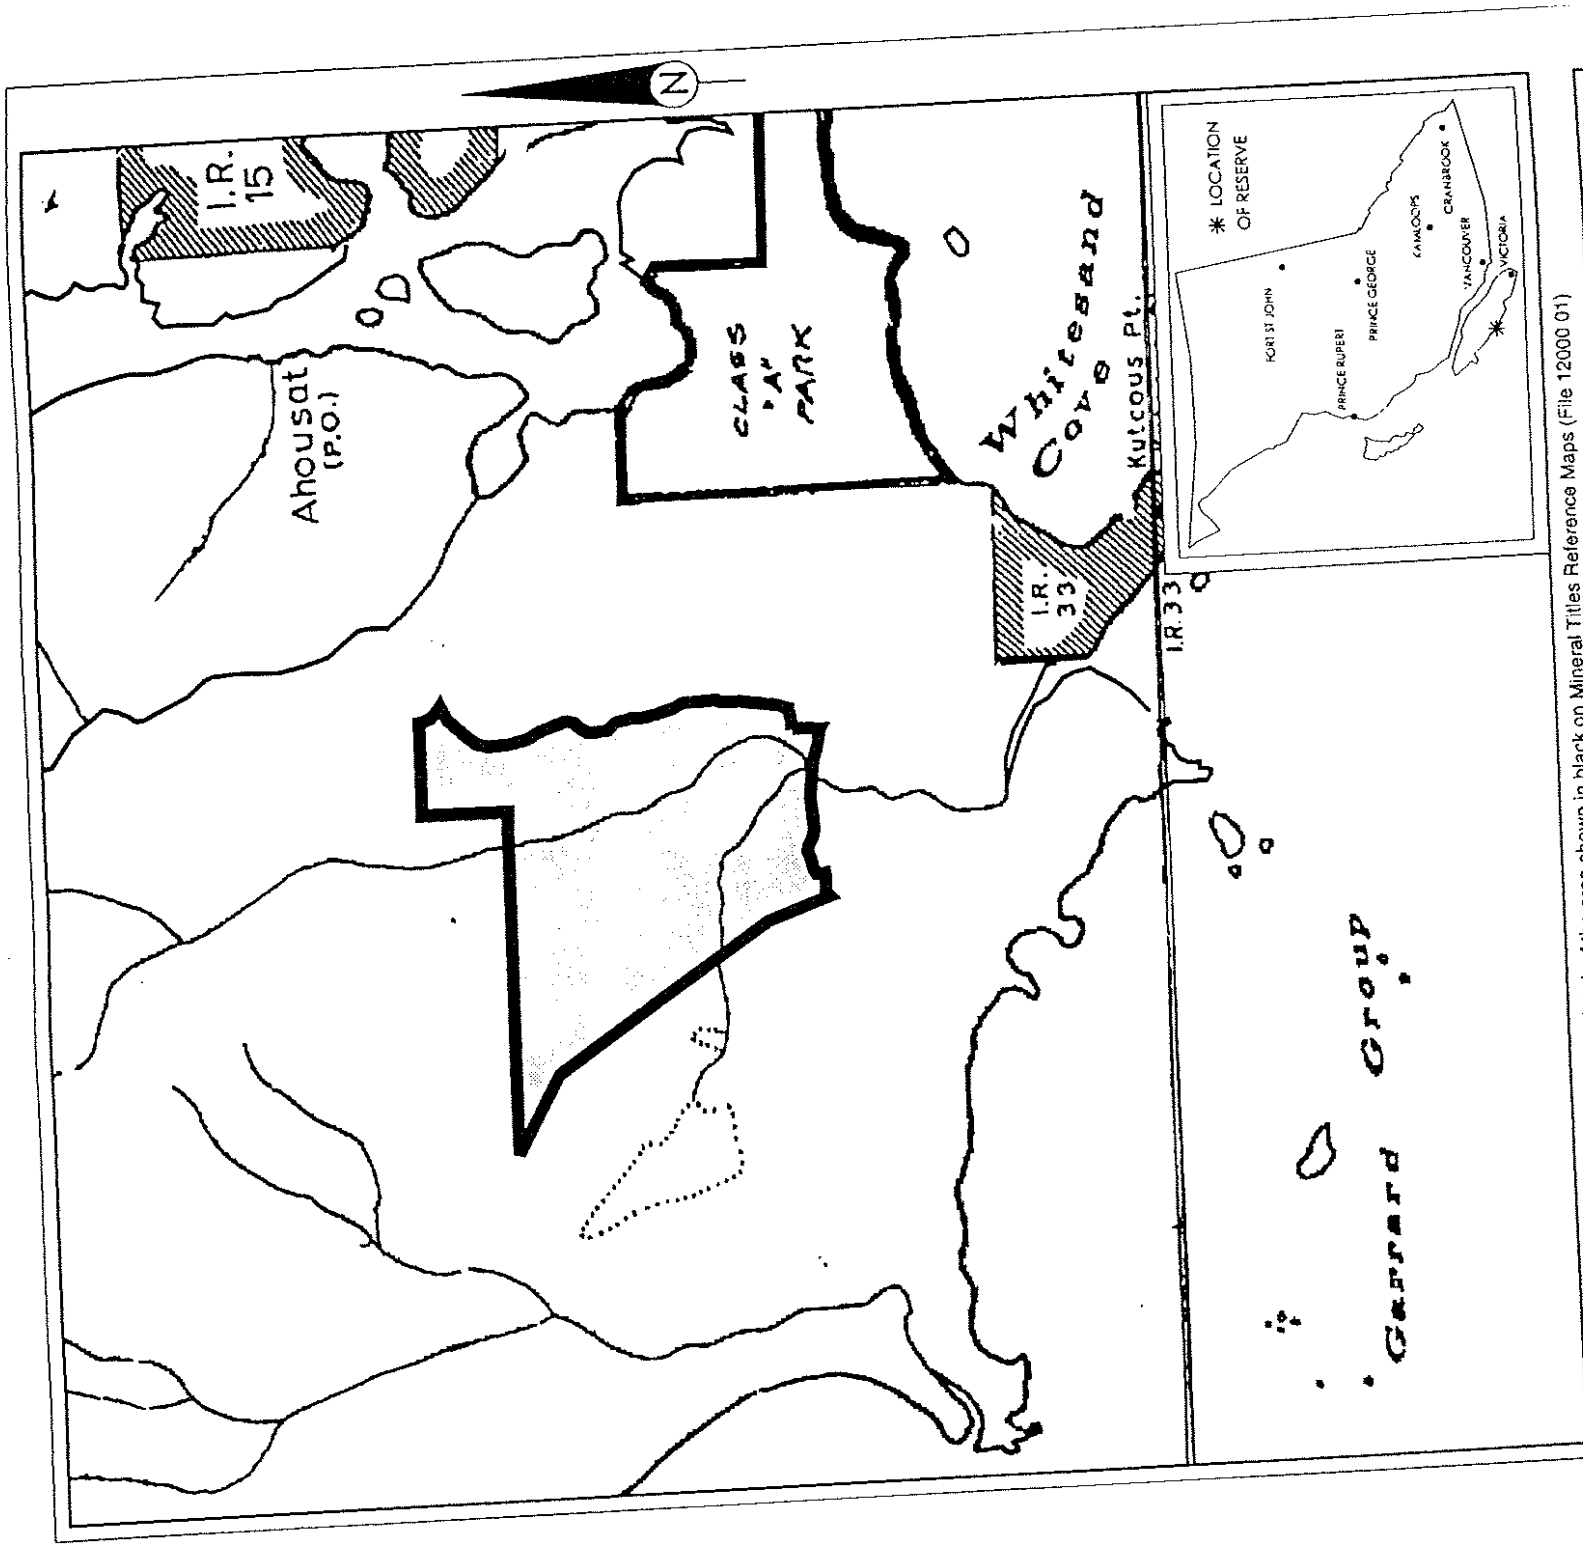 N
I.R.
15
Ahousat
(P.O.)
CLASS
"A"
PARK
Whitesand
Cove
Kutcous Pt.
I.R.
33
I.R. 33
Garrard Group
✳ LOCATION
OF RESERVE
FORT ST JOHN
PRINCE RUPERT
PRINCE GEORGE
KAMLOOPS
CRANBROOK
VANCOUVER
VICTORIA
area shown in black on Mineral Titles Reference Maps (File 12000 01)